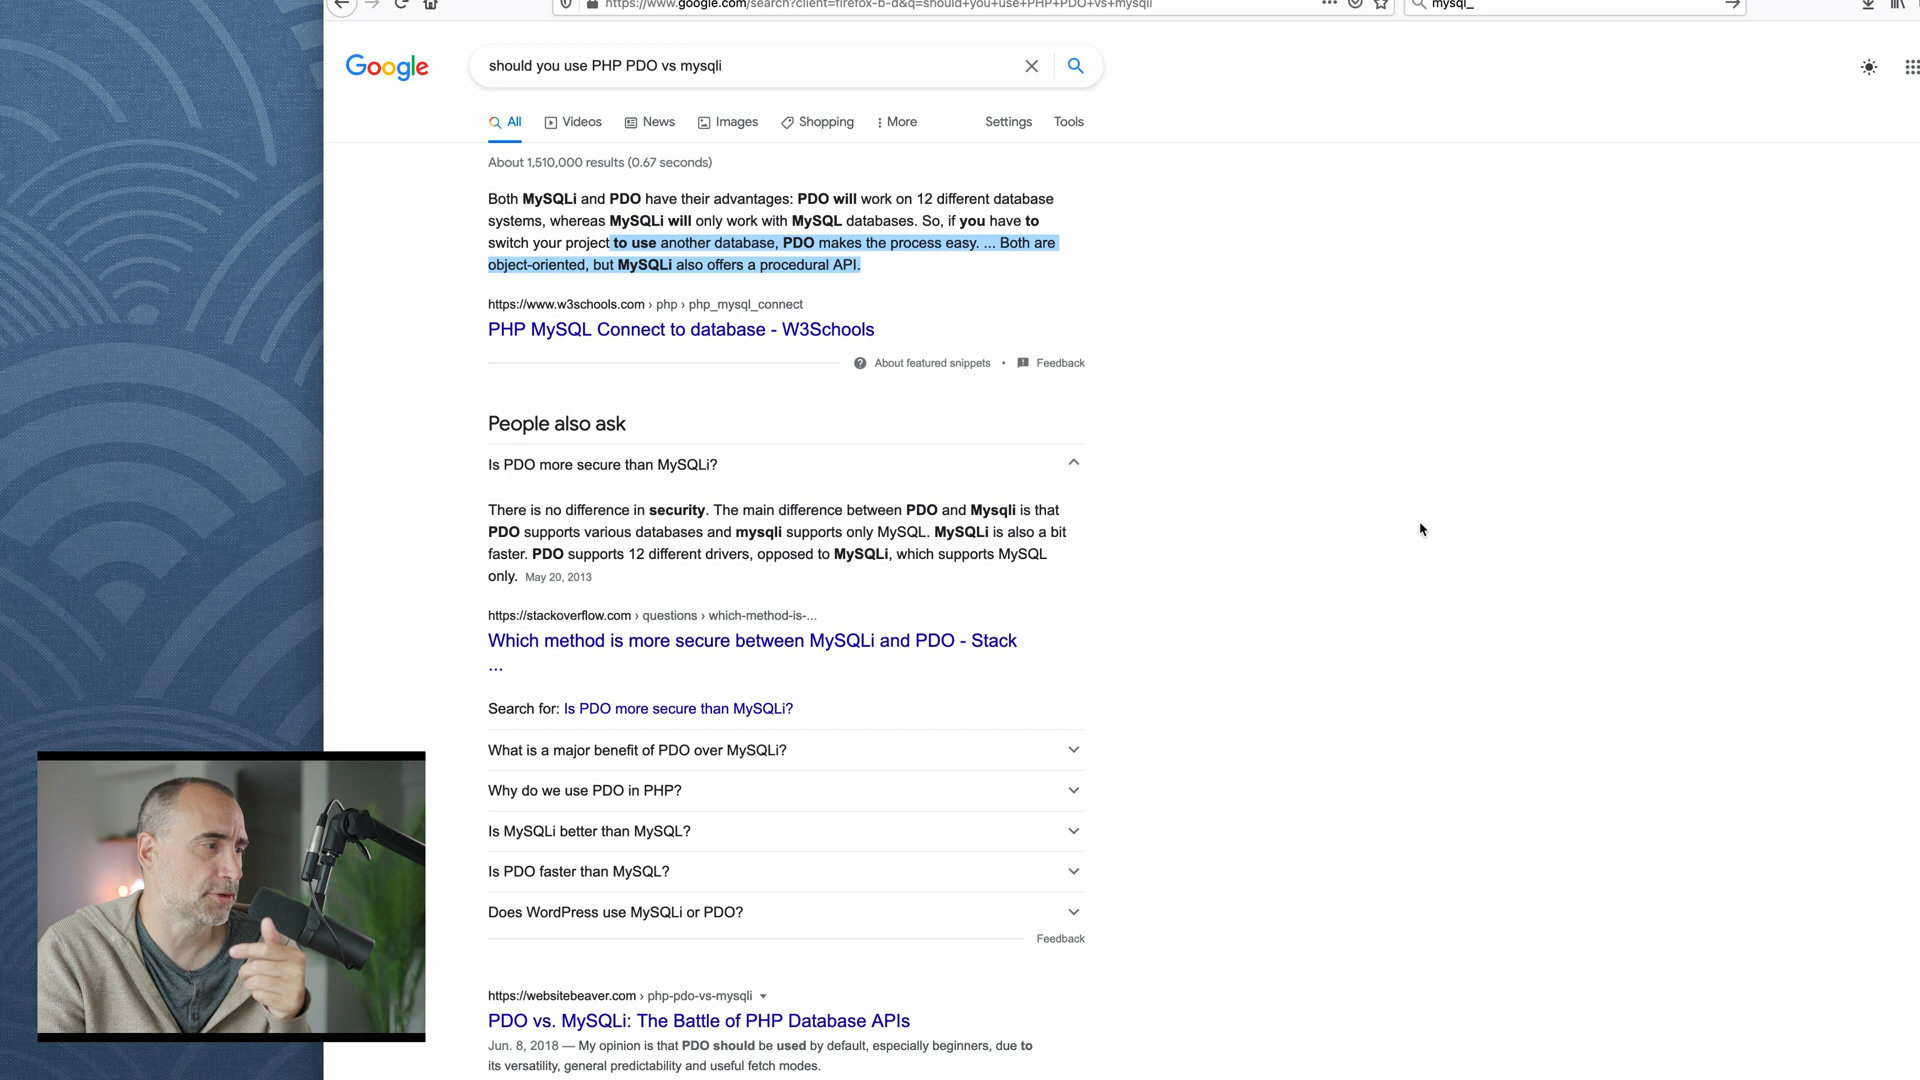 https://www.google.com/search?client=firefox-b-d&q=should+you+use+PHP+PDO+vs+mysqli
mysql_
Google
should you use PHP PDO vs mysqli
All
Videos
News
Images
Shopping
More
Settings
Tools
About 1,510,000 results (0.67 seconds)
Both MySQLi and PDO have their advantages: PDO will work on 12 different database
systems, whereas MySQLi will only work with MySQL databases. So, if you have to
switch your project to use another database, PDO makes the process easy. ... Both are
object-oriented, but MySQLi also offers a procedural API.
https://www.w3schools.com › php › php_mysql_connect
PHP MySQL Connect to database - W3Schools
About featured snippets • Feedback
People also ask
Is PDO more secure than MySQLi?
There is no difference in security. The main difference between PDO and Mysqli is that
PDO supports various databases and mysqli supports only MySQL. MySQLi is also a bit
faster. PDO supports 12 different drivers, opposed to MySQLi, which supports MySQL
only. May 20, 2013
https://stackoverflow.com › questions › which-method-is-...
Which method is more secure between MySQLi and PDO - Stack
...
Search for: Is PDO more secure than MySQLi?
What is a major benefit of PDO over MySQLi?
Why do we use PDO in PHP?
Is MySQLi better than MySQL?
Is PDO faster than MySQL?
Does WordPress use MySQLi or PDO?
Feedback
https://websitebeaver.com › php-pdo-vs-mysqli
PDO vs. MySQLi: The Battle of PHP Database APIs
Jun. 8, 2018 — My opinion is that PDO should be used by default, especially beginners, due to
its versatility, general predictability and useful fetch modes.